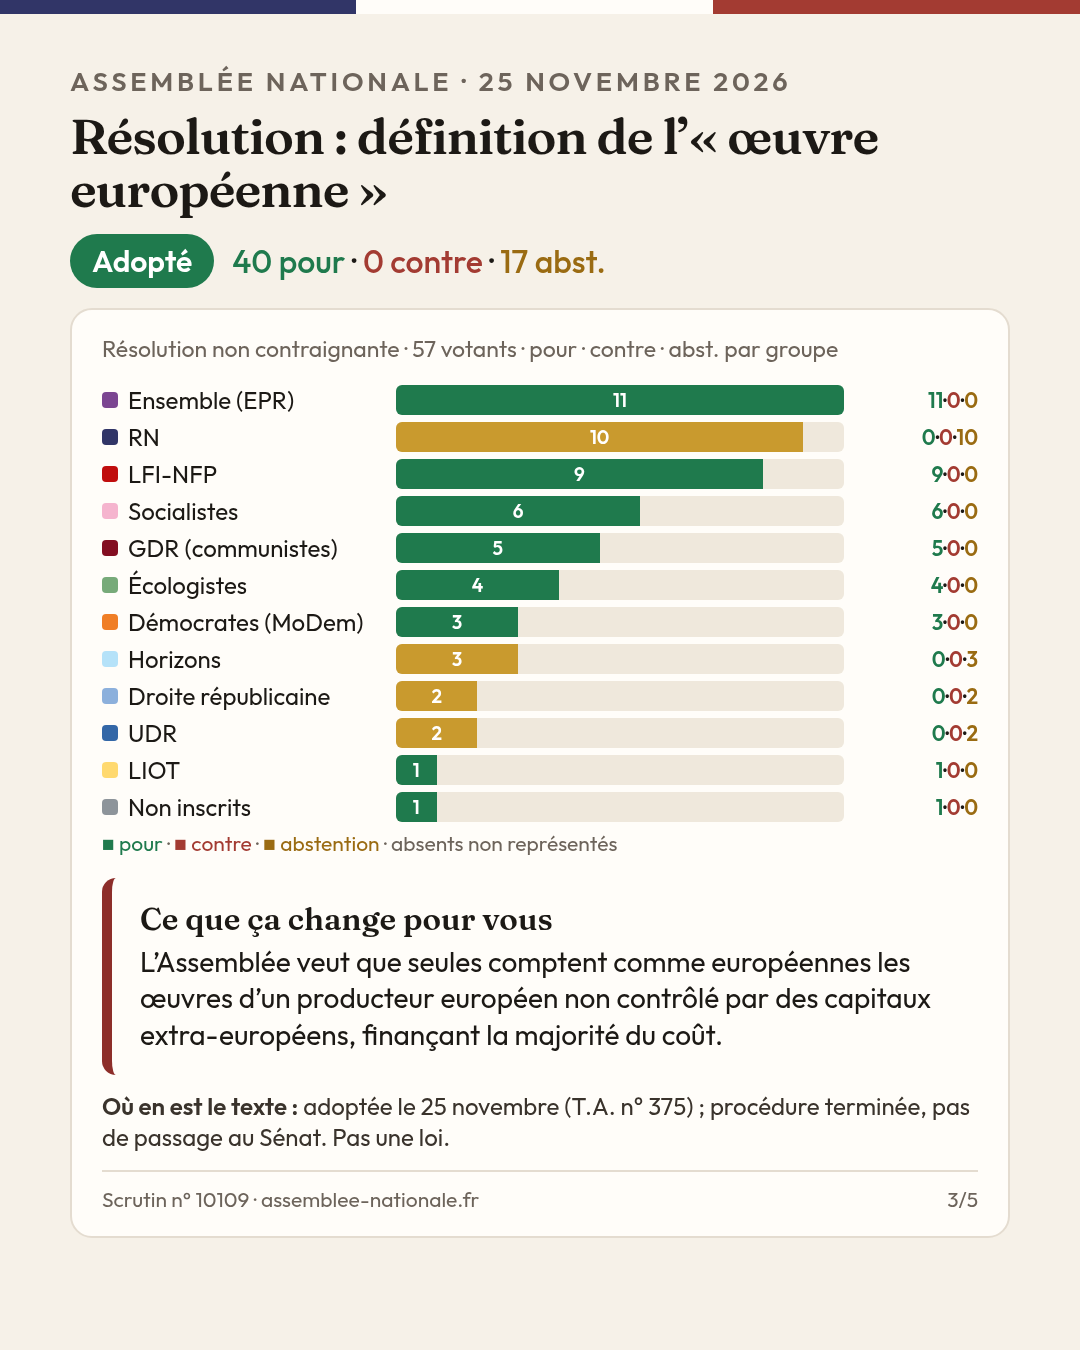 ASSEMBLÉE NATIONALE · 25 NOVEMBRE 2026
Résolution : définition de l’« œuvre
européenne »
Adopté 40 pour · 0 contre · 17 abst.
Résolution non contraignante · 57 votants · pour · contre · abst. par groupe
Ensemble (EPR) 11 11·0·0
RN 10 0·0·10
LFI-NFP 9 9·0·0
Socialistes 6 6·0·0
GDR (communistes) 5 5·0·0
Écologistes 4 4·0·0
Démocrates (MoDem) 3 3·0·0
Horizons 3 0·0·3
Droite républicaine 2 0·0·2
UDR 2 0·0·2
LIOT 1 1·0·0
Non inscrits 1 1·0·0
■ pour · ■ contre · ■ abstention · absents non représentés
Ce que ça change pour vous
L’Assemblée veut que seules comptent comme européennes les
œuvres d’un producteur européen non contrôlé par des capitaux
extra-européens, finançant la majorité du coût.
Où en est le texte : adoptée le 25 novembre (T.A. n° 375) ; procédure terminée, pas
de passage au Sénat. Pas une loi.
Scrutin n° 10109 · assemblee-nationale.fr 3/5